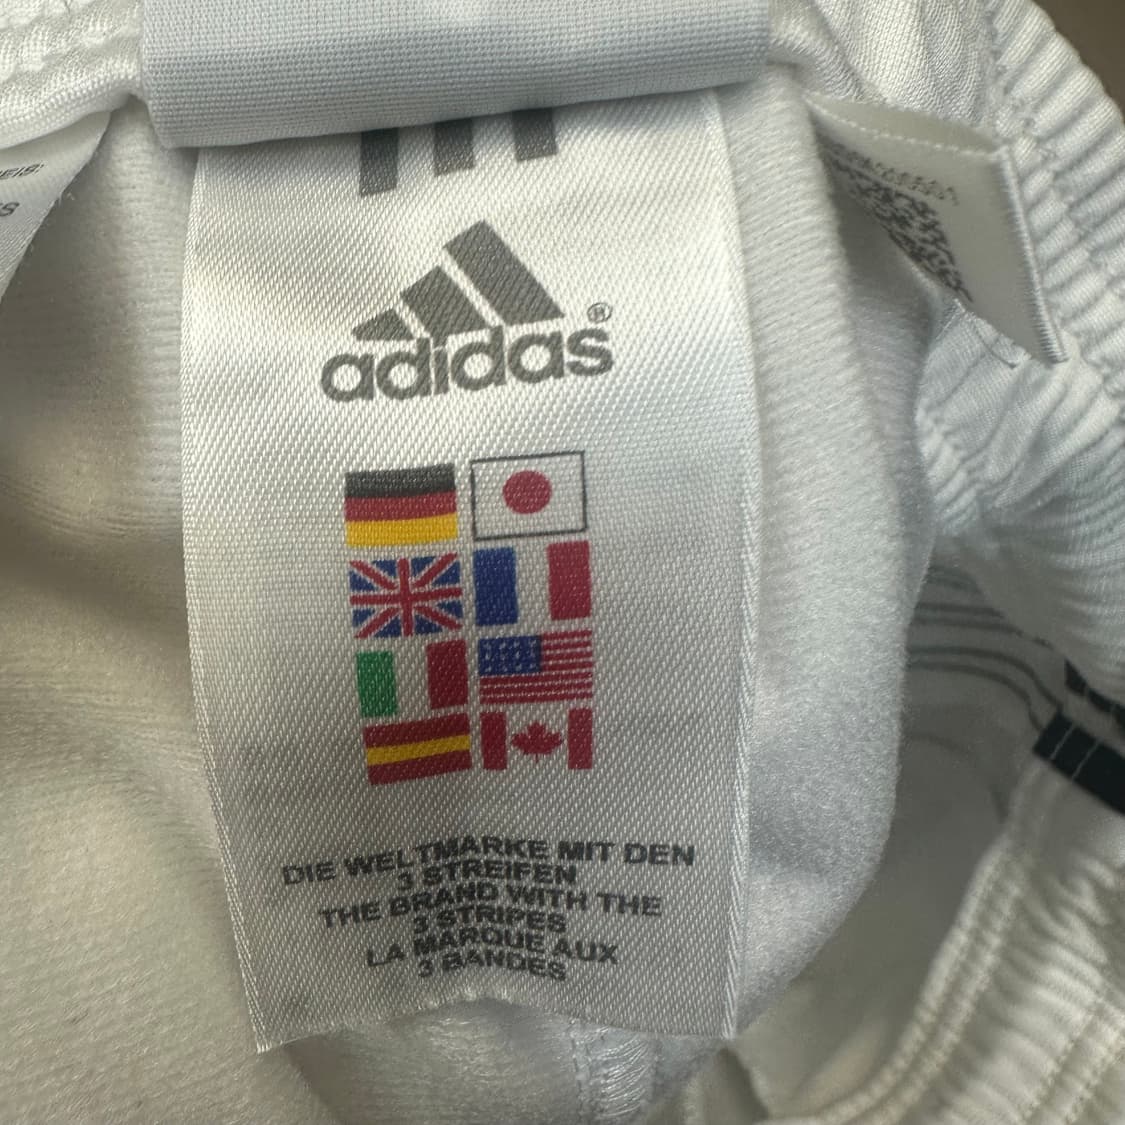 adidas®
DIE WELTMARKE MIT DEN
3 STREIFEN
THE BRAND WITH THE
3 STRIPES
LA MARQUE AUX
3 BANDES